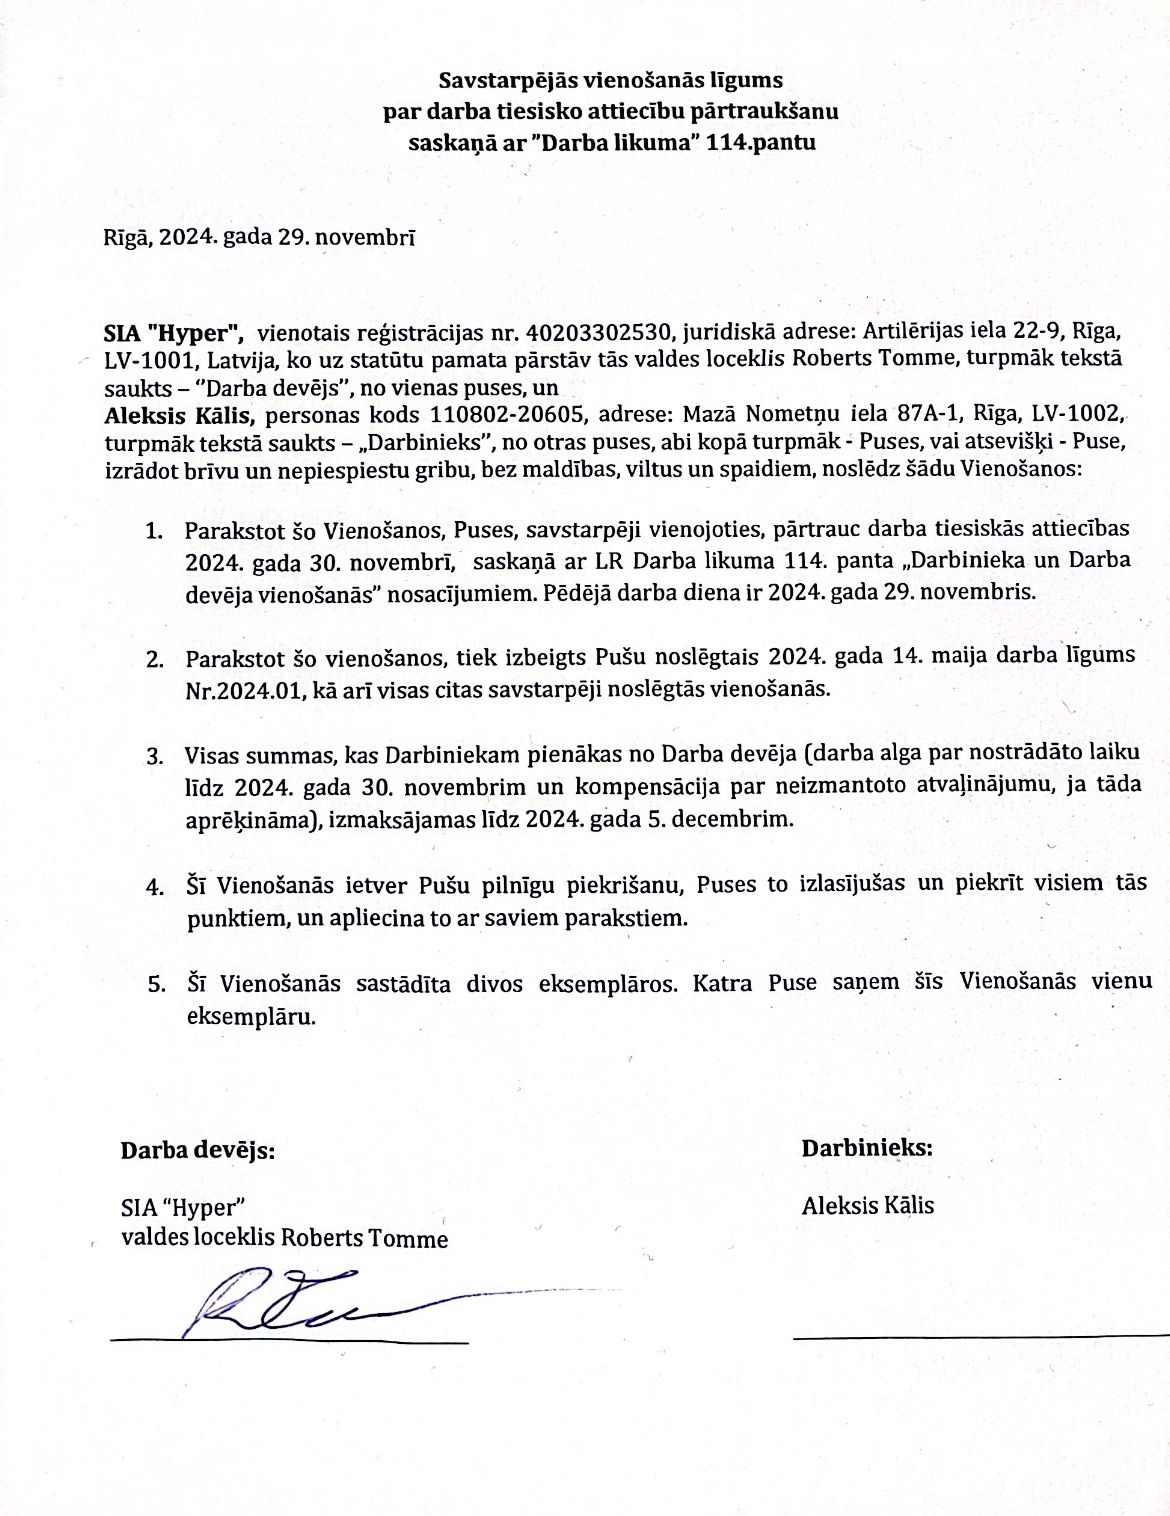 Savstarpējās vienošanās līgums
par darba tiesisko attiecību pārtraukšanu
saskaņā ar ”Darba likuma” 114.pantu
Rīgā, 2024. gada 29. novembrī
SIA "Hyper", vienotais reģistrācijas nr. 40203302530, juridiskā adrese: Artilērijas iela 22-9, Rīga,
LV-1001, Latvija, ko uz statūtu pamata pārstāv tās valdes loceklis Roberts Tomme, turpmāk tekstā
saukts – “Darba devējs”, no vienas puses, un
Aleksis Kālis, personas kods 110802-20605, adrese: Mazā Nometņu iela 87A-1, Rīga, LV-1002,
turpmāk tekstā saukts – „Darbinieks”, no otras puses, abi kopā turpmāk - Puses, vai atsevišķi - Puse,
izrādot brīvu un nepiespiestu gribu, bez maldības, viltus un spaidiem, noslēdz šādu Vienošanos:
1. Parakstot šo Vienošanos, Puses, savstarpēji vienojoties, pārtrauc darba tiesiskās attiecības
2024. gada 30. novembrī, saskaņā ar LR Darba likuma 114. panta „Darbinieka un Darba
devēja vienošanās” nosacījumiem. Pēdējā darba diena ir 2024. gada 29. novembris.
2. Parakstot šo vienošanos, tiek izbeigts Pušu noslēgtais 2024. gada 14. maija darba līgums
Nr.2024.01, kā arī visas citas savstarpēji noslēgtās vienošanās.
3. Visas summas, kas Darbiniekam pienākas no Darba devēja (darba alga par nostrādāto laiku
līdz 2024. gada 30. novembrim un kompensācija par neizmantoto atvaļinājumu, ja tāda
aprēķināma), izmaksājamas līdz 2024. gada 5. decembrim.
4. Šī Vienošanās ietver Pušu pilnīgu piekrišanu, Puses to izlasījušas un piekrīt visiem tās
punktiem, un apliecina to ar saviem parakstiem.
5. Šī Vienošanās sastādīta divos eksemplāros. Katra Puse saņem šīs Vienošanās vienu
eksemplāru.
Darba devējs:
SIA “Hyper”
valdes loceklis Roberts Tomme
Darbinieks:
Aleksis Kālis